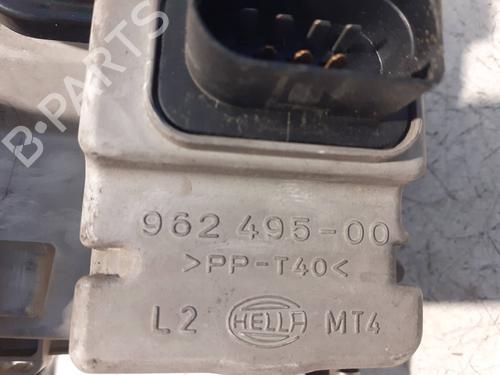 B-PARTS
962 495-00
>PP-T40<
L2 HELLA MT4